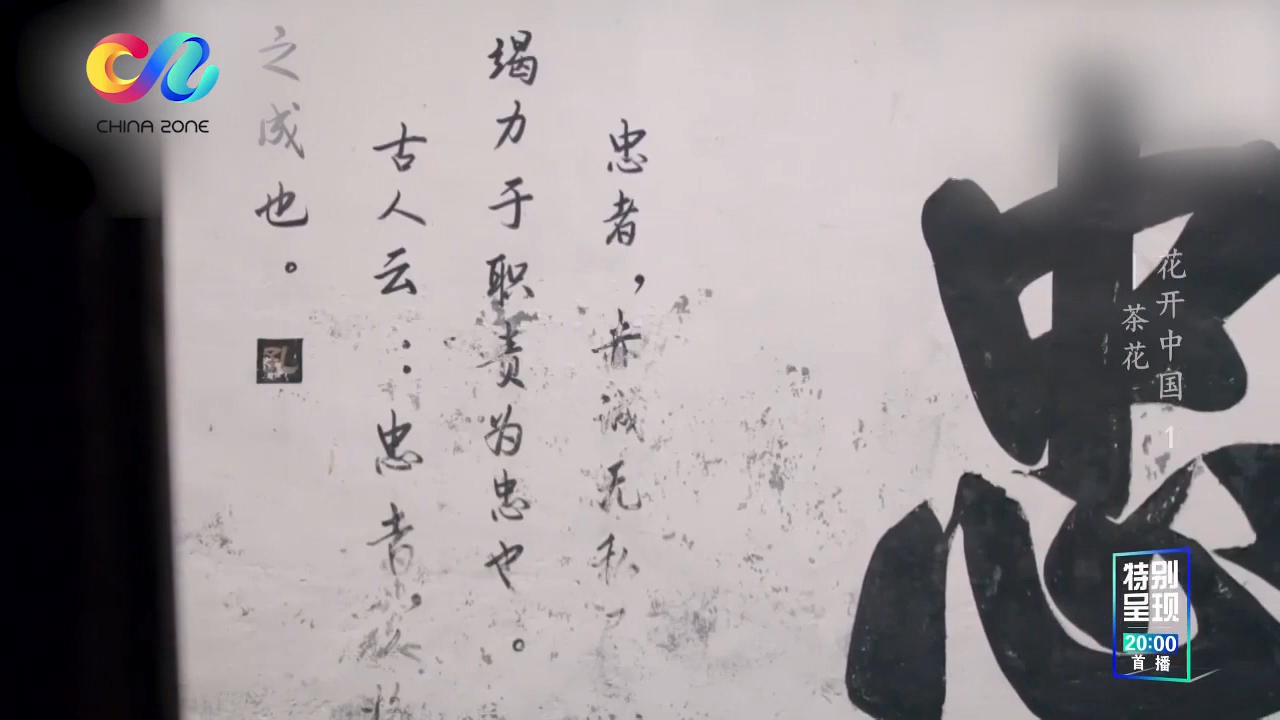 CHINA ZONE
忠
忠者，赤诚无私
竭力于职责为忠也。
古人云：忠者，
之成也。
花开中国 1
茶花
特别
呈现
20:00
首播